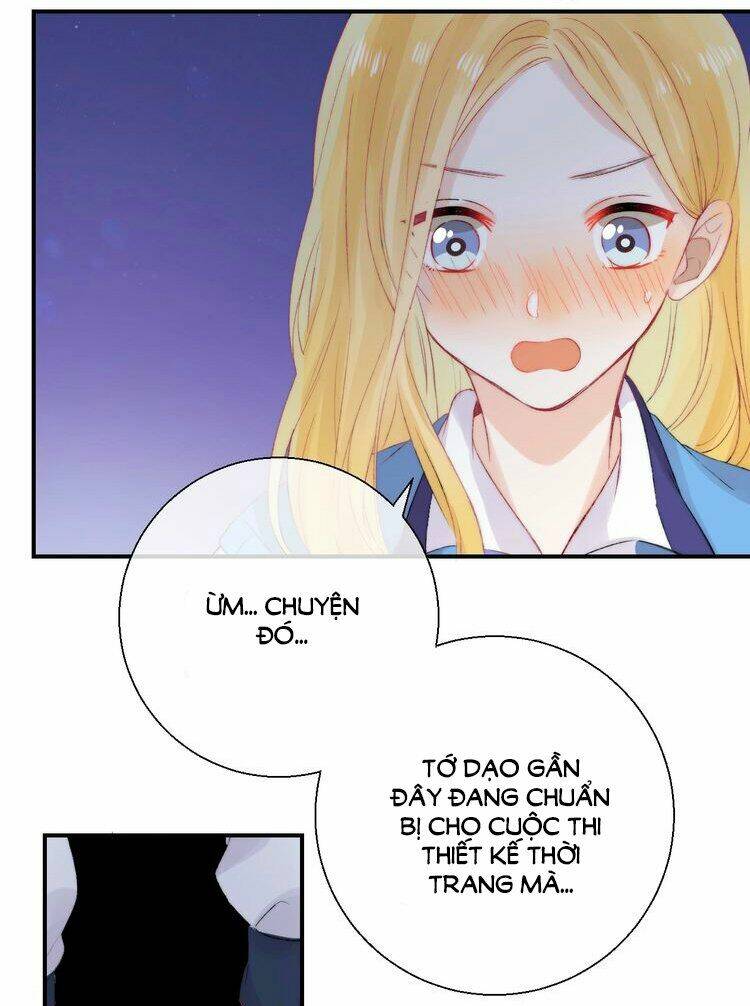 ỪM... CHUYỆN
ĐÓ...
TỚ DẠO GẦN
ĐÂY ĐANG CHUẨN
BỊ CHO CUỘC THI
THIẾT KẾ THỜI
TRANG MÀ...